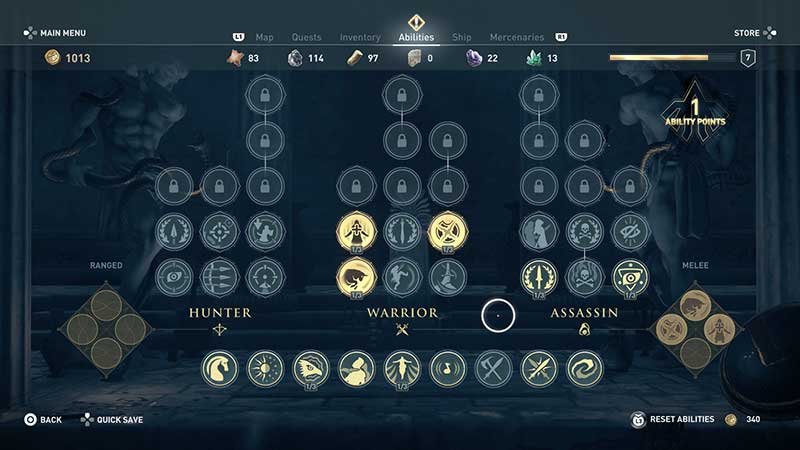 MAIN MENU
L1 Map Quests Inventory Abilities Ship Mercenaries R1
STORE
1013 83 114 97 0 22 13 7
1
ABILITY POINTS
1/3 1/3
RANGED
MELEE
1/3 1/3 1/3
HUNTER WARRIOR ASSASSIN
1/3 1/3
BACK QUICK SAVE RESET ABILITIES 340